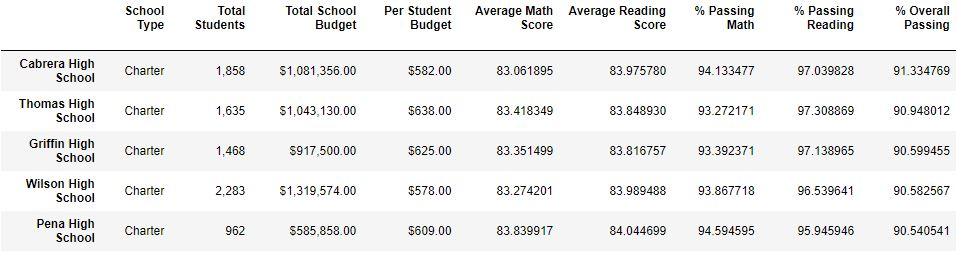 School Type Total Students Total School Budget Per Student Budget Average Math Score Average Reading Score % Passing Math % Passing Reading % Overall Passing
Cabrera High School Charter 1,858 $1,081,356.00 $582.00 83.061895 83.975780 94.133477 97.039828 91.334769
Thomas High School Charter 1,635 $1,043,130.00 $638.00 83.418349 83.848930 93.272171 97.308869 90.948012
Griffin High School Charter 1,468 $917,500.00 $625.00 83.351499 83.816757 93.392371 97.138965 90.599455
Wilson High School Charter 2,283 $1,319,574.00 $578.00 83.274201 83.989488 93.867718 96.539641 90.582567
Pena High School Charter 962 $585,858.00 $609.00 83.839917 84.044699 94.594595 95.945946 90.540541